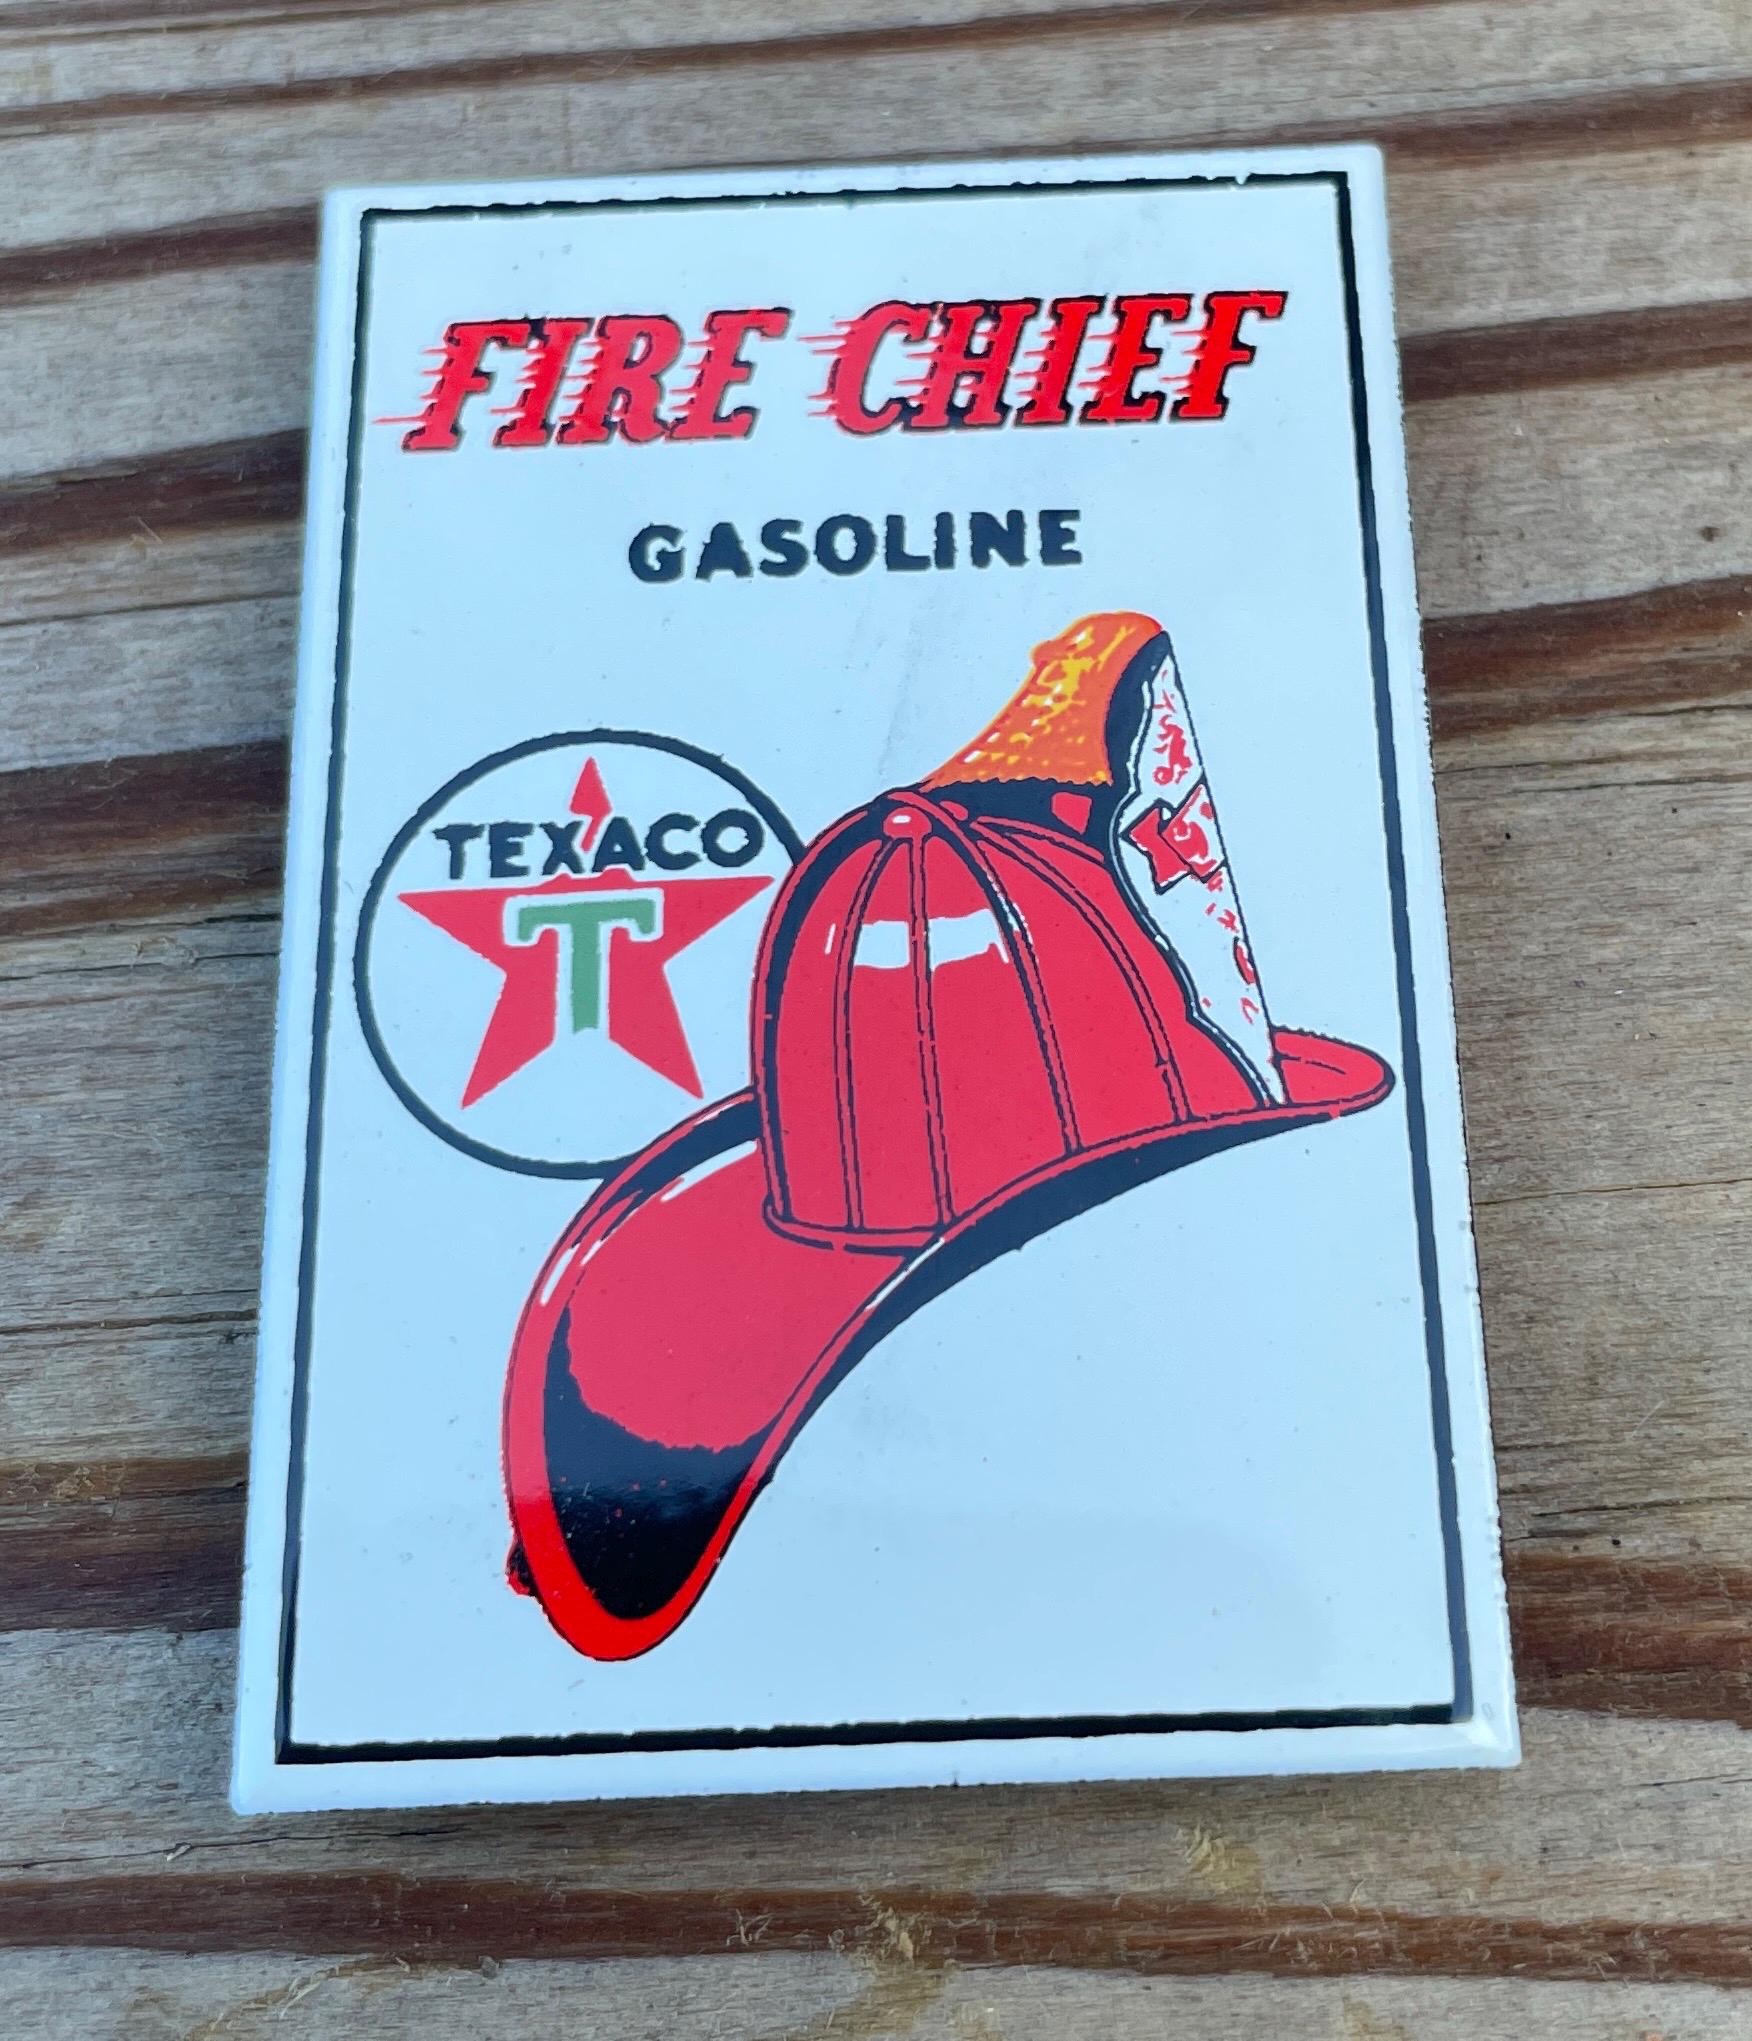 FIRE CHIEF
GASOLINE
TEXACO
T